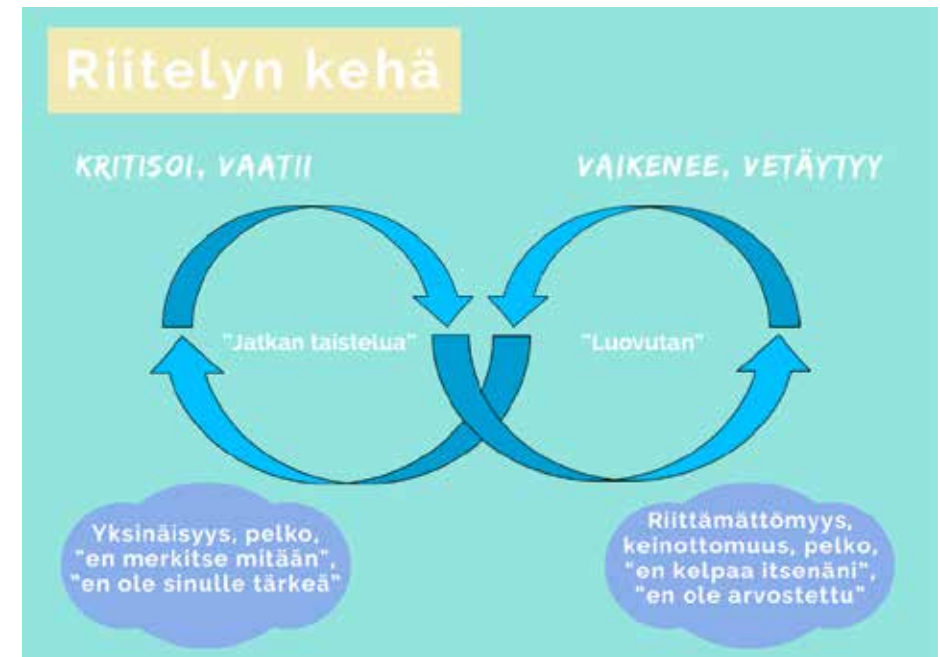 Riitelyn kehä
KRITISOI, VAATII
VAIKENEE, VETÄYTYY
"Jatkan taistelua"
"Luovutan"
Yksinäisyys, pelko,
"en merkitse mitään",
"en ole sinulle tärkeä"
Riittämättömyys,
keinottomuus, pelko,
"en kelpaa itsenäni",
"en ole arvostettu"